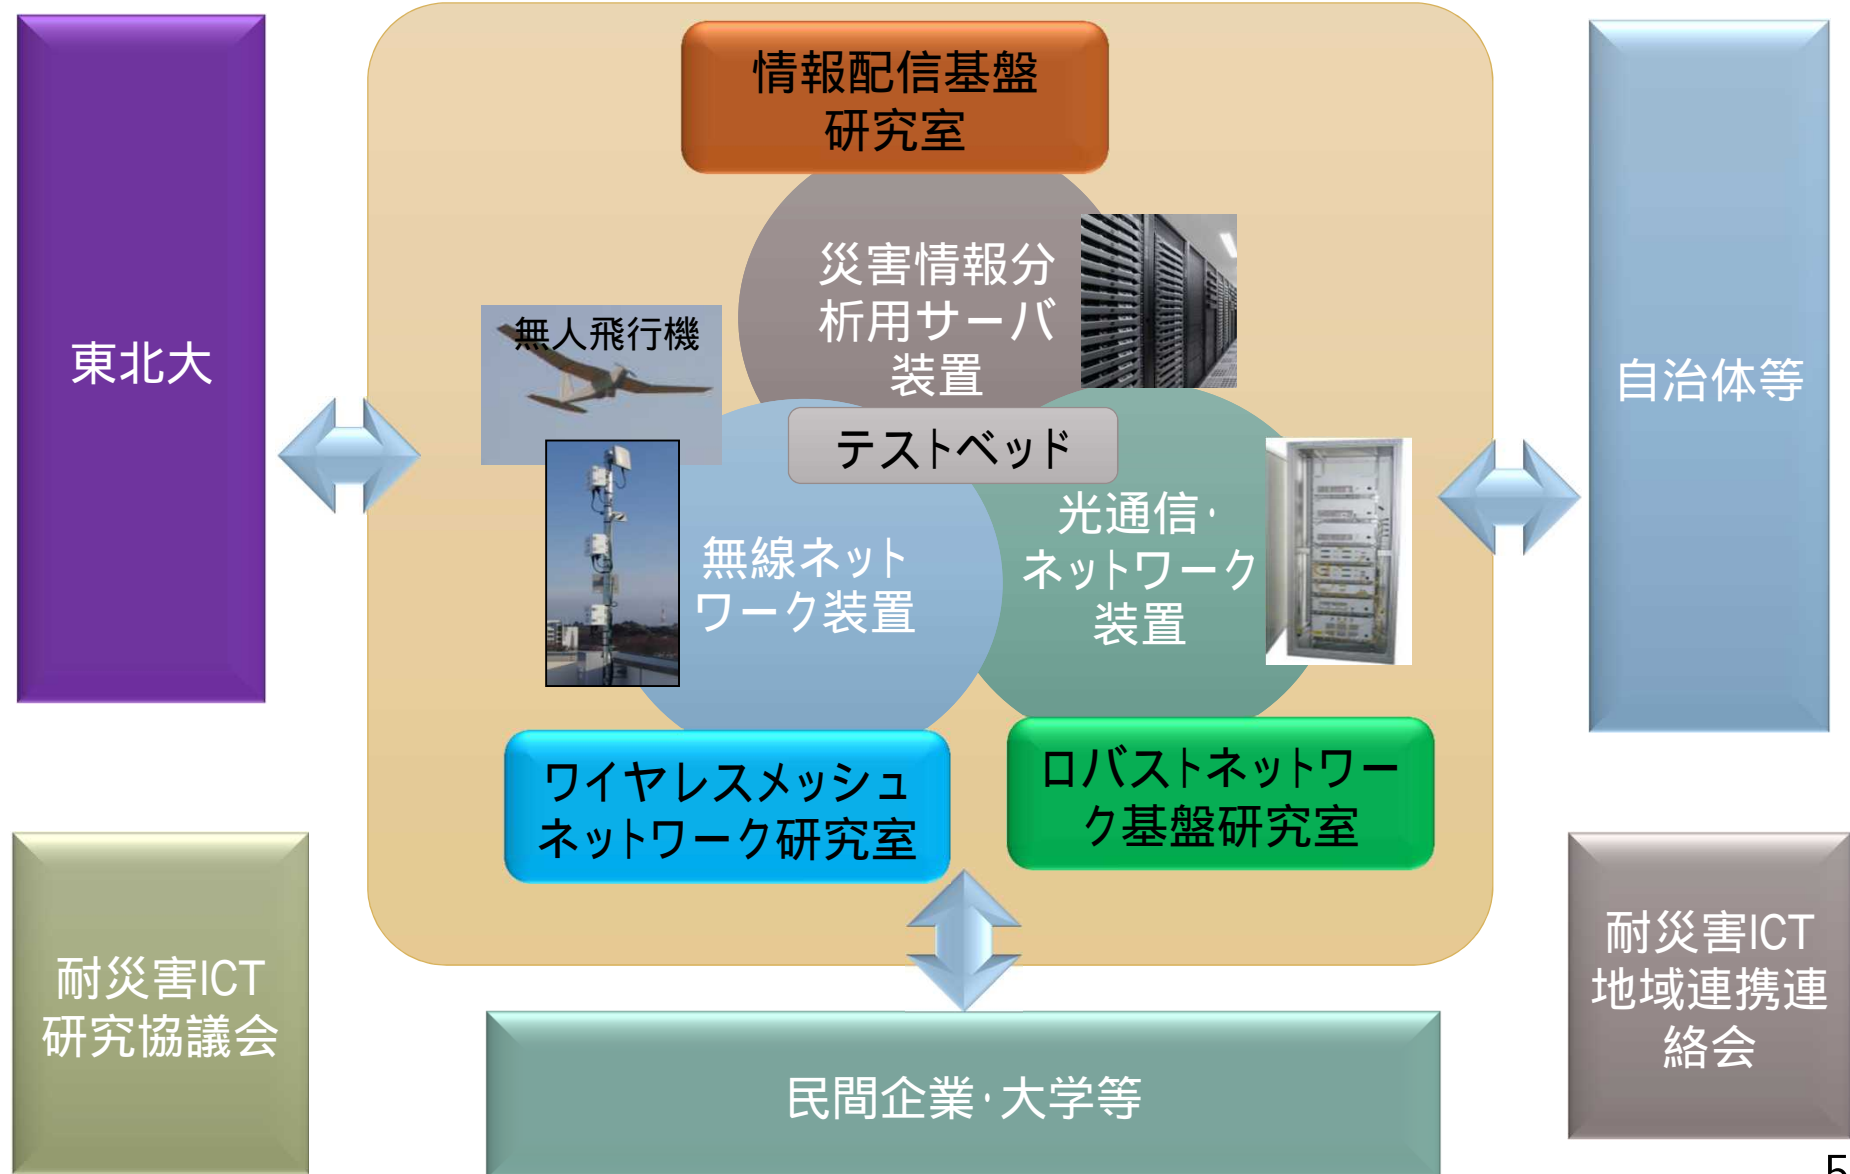 情報配信基盤
研究室
災害情報分
析用サーバ
装置
無人飛行機
東北大
自治体等
テストベッド
光通信・
ネットワーク
装置
無線ネット
ワーク装置
ワイヤレスメッシュ
ネットワーク研究室
ロバストネットワー
ク基盤研究室
耐災害ICT
研究協議会
耐災害ICT
地域連携連
絡会
民間企業・大学等
5